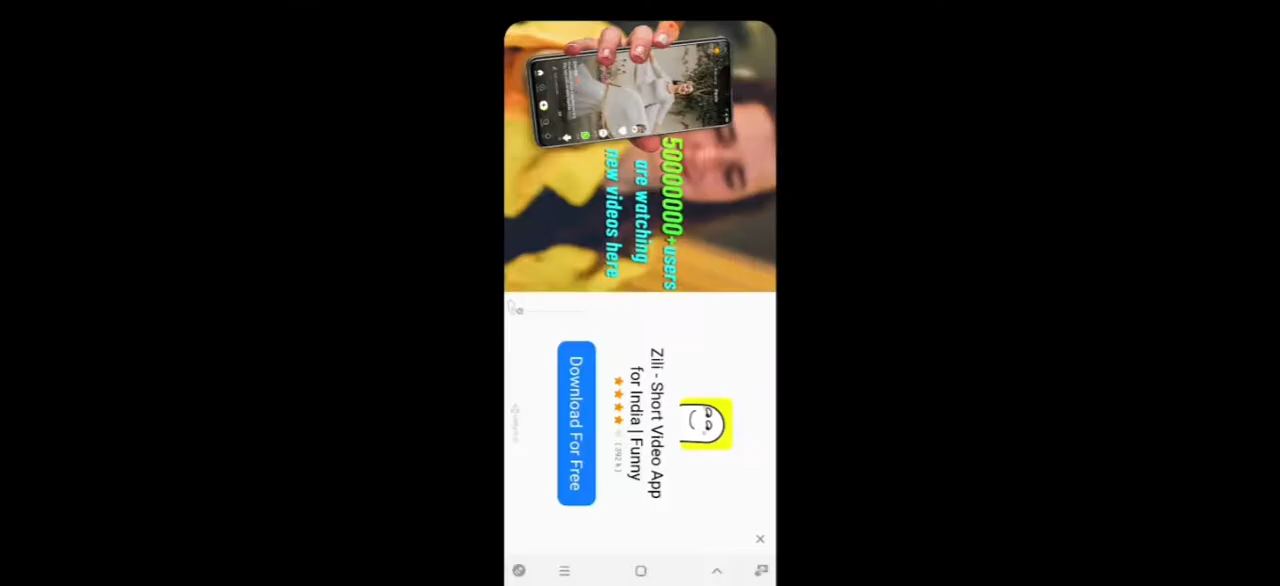 50000000+users
are watching
new videos here
Zili - Short Video App
for India | Funny
Download For Free